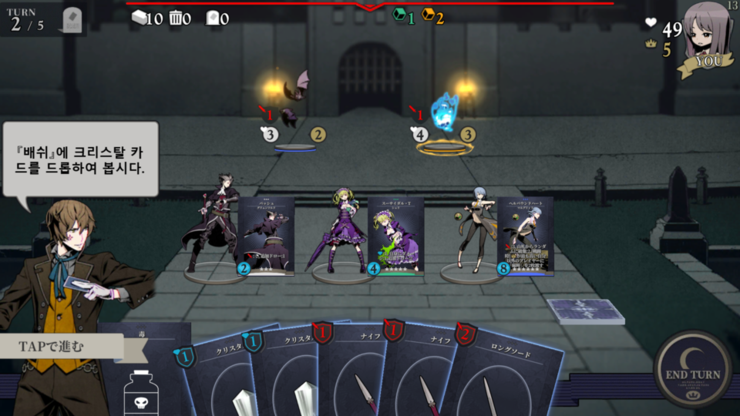 TURN
2 / 5
10
0
0
1
2
13
49
5
YOU
1
3
2
1
4
3
『배쉬』에 크리스탈 카
드를 드롭하여 봅시다.
2
4
8
TAPで進む
毒
1
クリスタ
1
クリスタ
1
ナイフ
1
ナイフ
2
ロングソード
END TURN